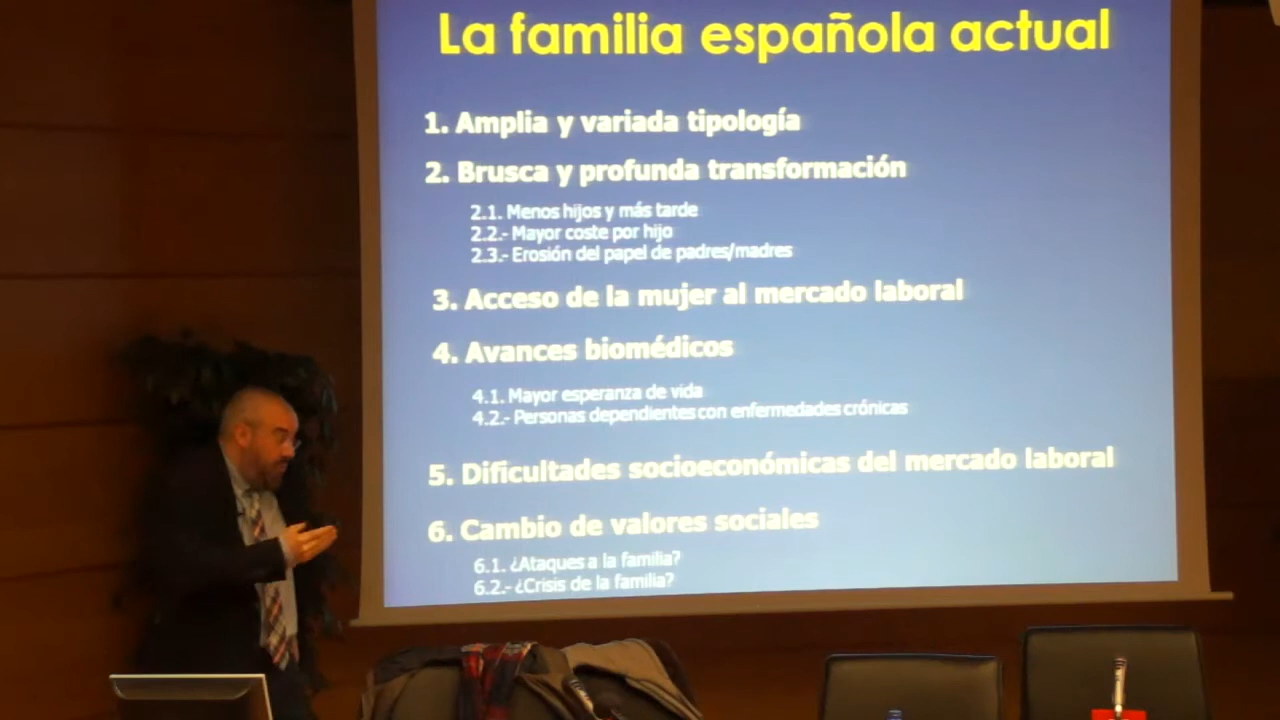 La familia española actual
1. Amplia y variada tipología
2. Brusca y profunda transformación
2.1. Menos hijos y más tarde
2.2.- Mayor coste por hijo
2.3.- Erosión del papel de padres/madres
3. Acceso de la mujer al mercado laboral
4. Avances biomédicos
4.1. Mayor esperanza de vida
4.2.- Personas dependientes con enfermedades crónicas
5. Dificultades socioeconómicas del mercado laboral
6. Cambio de valores sociales
6.1. ¿Ataques a la familia?
6.2.- ¿Crisis de la familia?